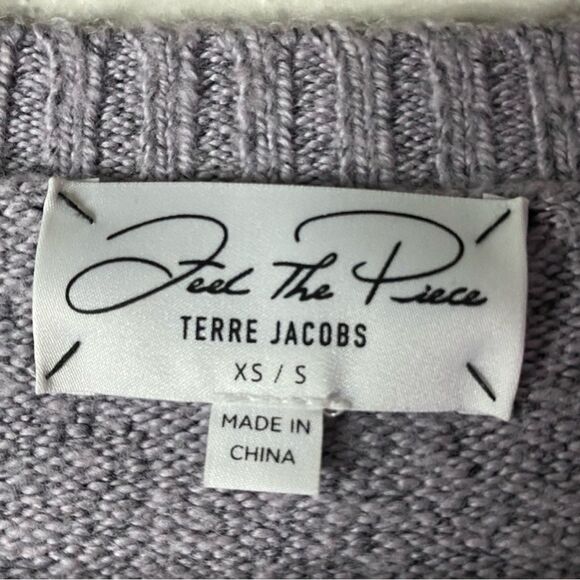 Feel The Piece
TERRE JACOBS
XS / S
MADE IN
CHINA